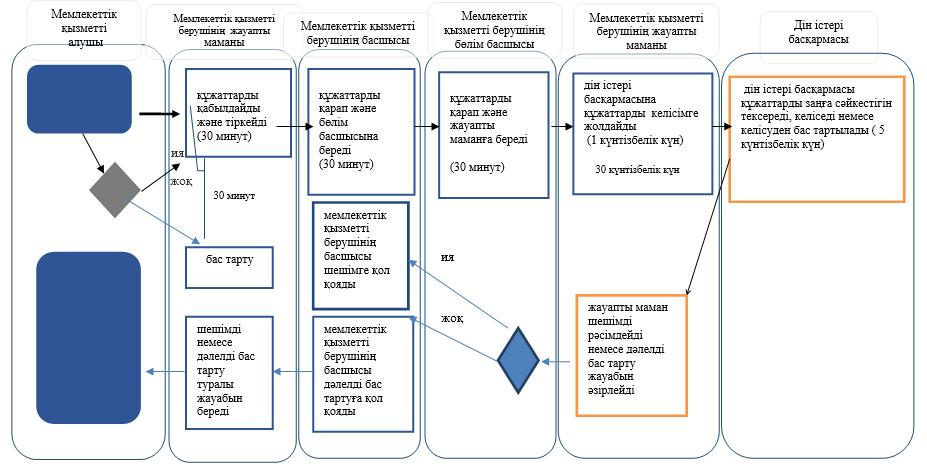 Мемлекеттік
қызметті
алушы
Мемлекеттік қызметті
берушінің жауапты
маманы
Мемлекеттік қызметті
берушінің басшысы
Мемлекеттік
қызметті берушінің
бөлім басшысы
Мемлекеттік қызметті
берушінің жауапты
маманы
Дін істері
басқармасы
құжаттарды
қабылдайды
және тіркейді
(30 минут)
құжаттарды
қарап және
бөлім
басшысына
береді
(30 минут)
құжаттарды
қарап және
жауапты
маманға береді
(30 минут)
дін істері
басқармасына
құжаттарды келісімге
жолдайды
(1 күнтізбелік күн)
30 күнтізбелік күн
дін істері басқармасы
құжаттарды заңға сәйкестігін
тексереді, келіседі немесе
келісуден бас тартылады ( 5
күнтізбелік күн)
ия
жоқ
30 минут
бас тарту
мемлекеттік
қызметті
берушінің
басшысы
шешімге қол
қояды
ия
жоқ
шешімді
немесе
дәлелді бас
тарту
туралы
жауабын
береді
мемлекеттік
қызметті
берушінің
басшысы
дәлелді бас
тартуға қол
қояды
жауапты маман
шешімді
рәсімдейді
немесе дәлелді
бас тарту
жауабын
әзірлейді